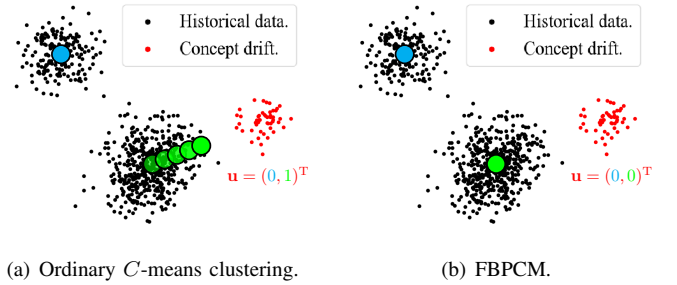 Historical data.
Concept drift.
u = (0, 1)ᵀ
(a) Ordinary C-means clustering.
Historical data.
Concept drift.
u = (0, 0)ᵀ
(b) FBPCM.